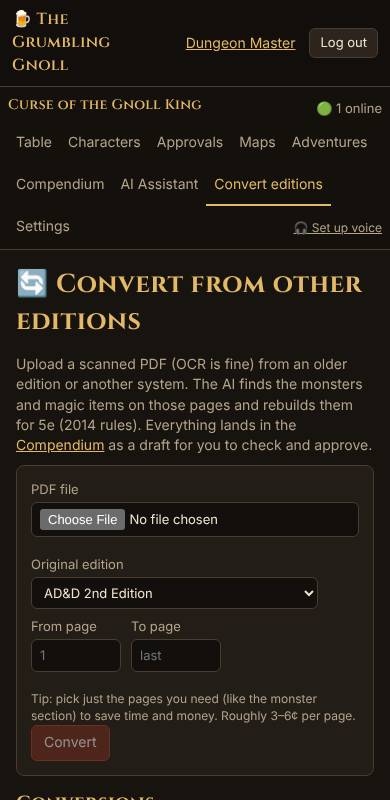 🍺 The
Grumbling
Gnoll
Dungeon Master
Log out
Curse of the Gnoll King
🟢 1 online
Table Characters Approvals Maps Adventures
Compendium AI Assistant Convert editions
Settings
🎧 Set up voice
🔄 Convert from other
editions
Upload a scanned PDF (OCR is fine) from an older
edition or another system. The AI finds the monsters
and magic items on those pages and rebuilds them
for 5e (2014 rules). Everything lands in the
Compendium as a draft for you to check and approve.
PDF file
Choose File No file chosen
Original edition
AD&D 2nd Edition
From page To page
1 last
Tip: pick just the pages you need (like the monster
section) to save time and money. Roughly 3–6¢ per page.
Convert
Conversions